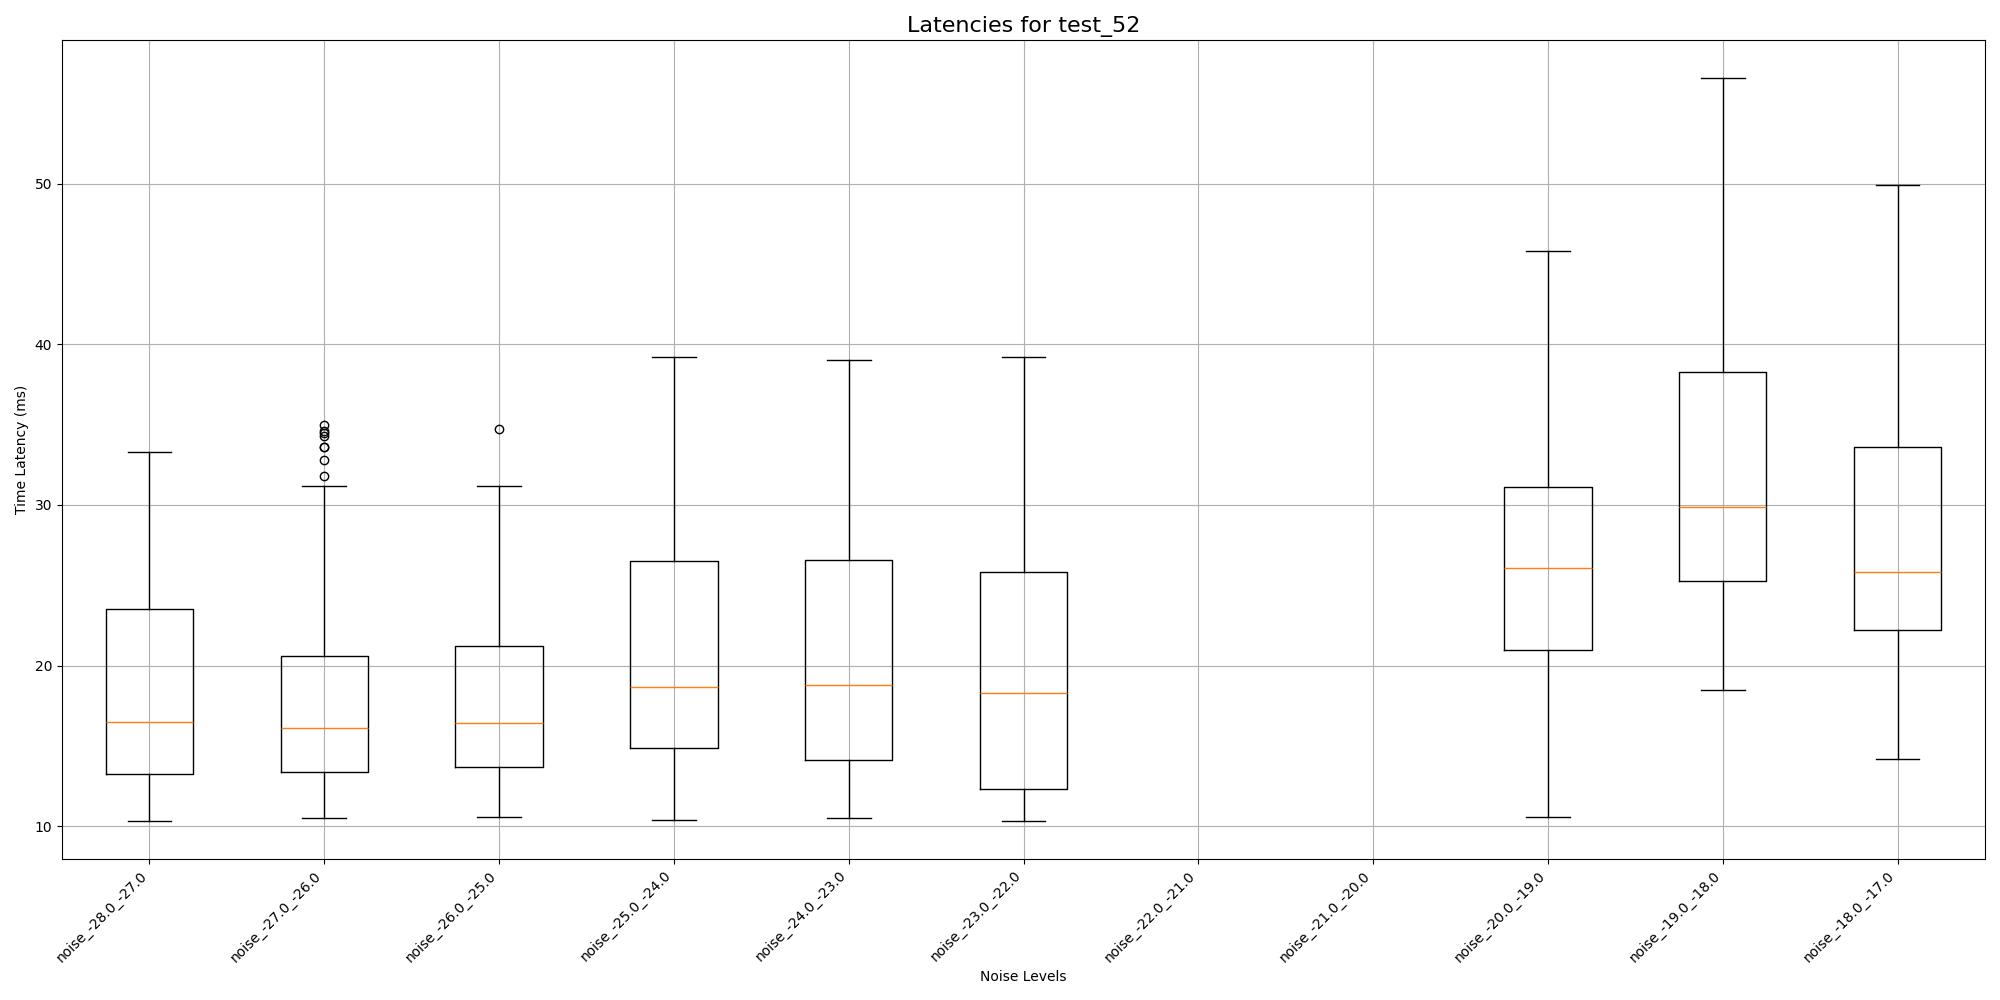 Latencies for test_52
Time Latency (ms)
50
40
30
20
10
noise_-28.0_-27.0
noise_-27.0_-26.0
noise_-26.0_-25.0
noise_-25.0_-24.0
noise_-24.0_-23.0
noise_-23.0_-22.0
noise_-22.0_-21.0
noise_-21.0_-20.0
noise_-20.0_-19.0
noise_-19.0_-18.0
noise_-18.0_-17.0
Noise Levels